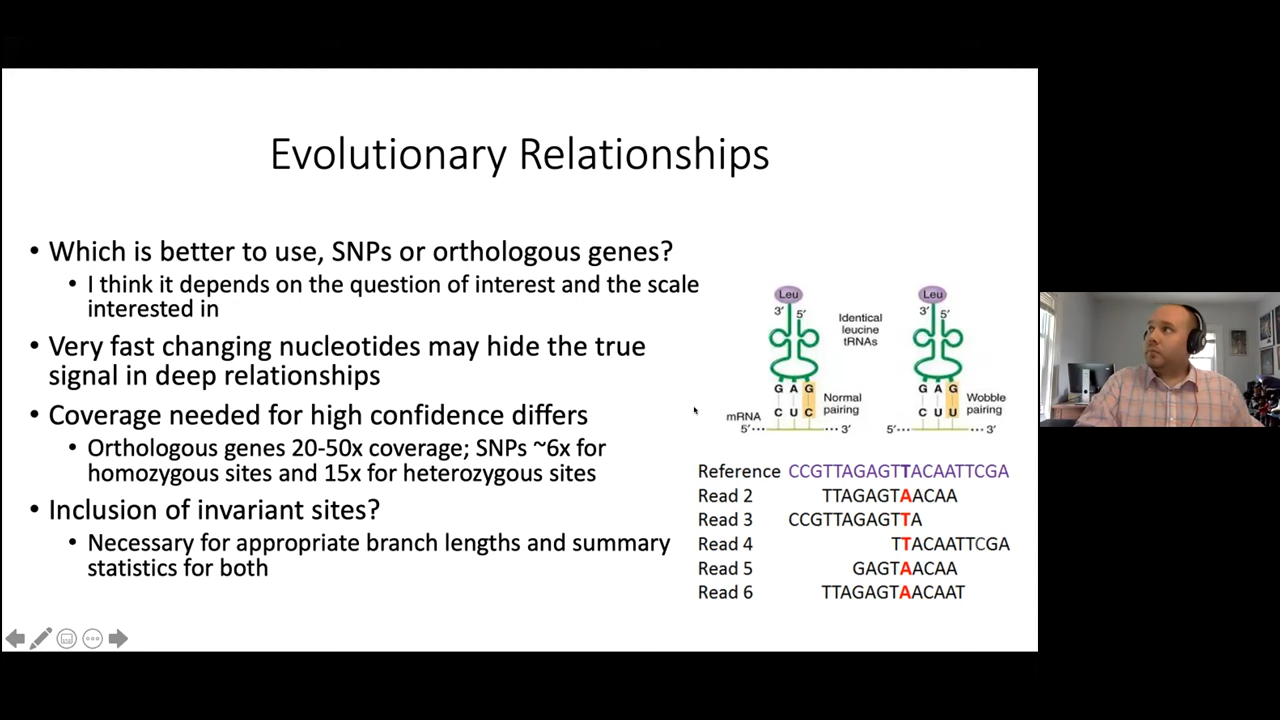 Evolutionary Relationships
• Which is better to use, SNPs or orthologous genes?
• I think it depends on the question of interest and the scale
interested in
• Very fast changing nucleotides may hide the true
signal in deep relationships
• Coverage needed for high confidence differs
• Orthologous genes 20-50x coverage; SNPs ~6x for
homozygous sites and 15x for heterozygous sites
• Inclusion of invariant sites?
• Necessary for appropriate branch lengths and summary
statistics for both
Leu
3′ 5′
G A G
C U C
mRNA
5′••• •••3′
Normal
pairing
Identical
leucine
tRNAs
Leu
3′ 5′
G A G
C U U
5′••• •••3′
Wobble
pairing
Reference CCGTTAGAGTTACAATTCGA
Read 2 TTAGAGTAACAA
Read 3 CCGTTAGAGTTA
Read 4 TTACAATTCGA
Read 5 GAGTAACAA
Read 6 TTAGAGTAACAAT